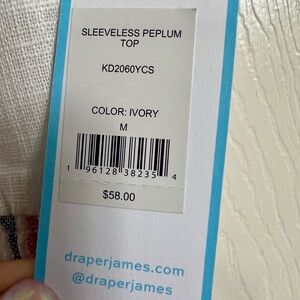 SLEEVELESS PEPLUM
TOP
KD2060YCS
COLOR: IVORY
M
1 96128 38235 4
$58.00
draperjames.com
@draperjames